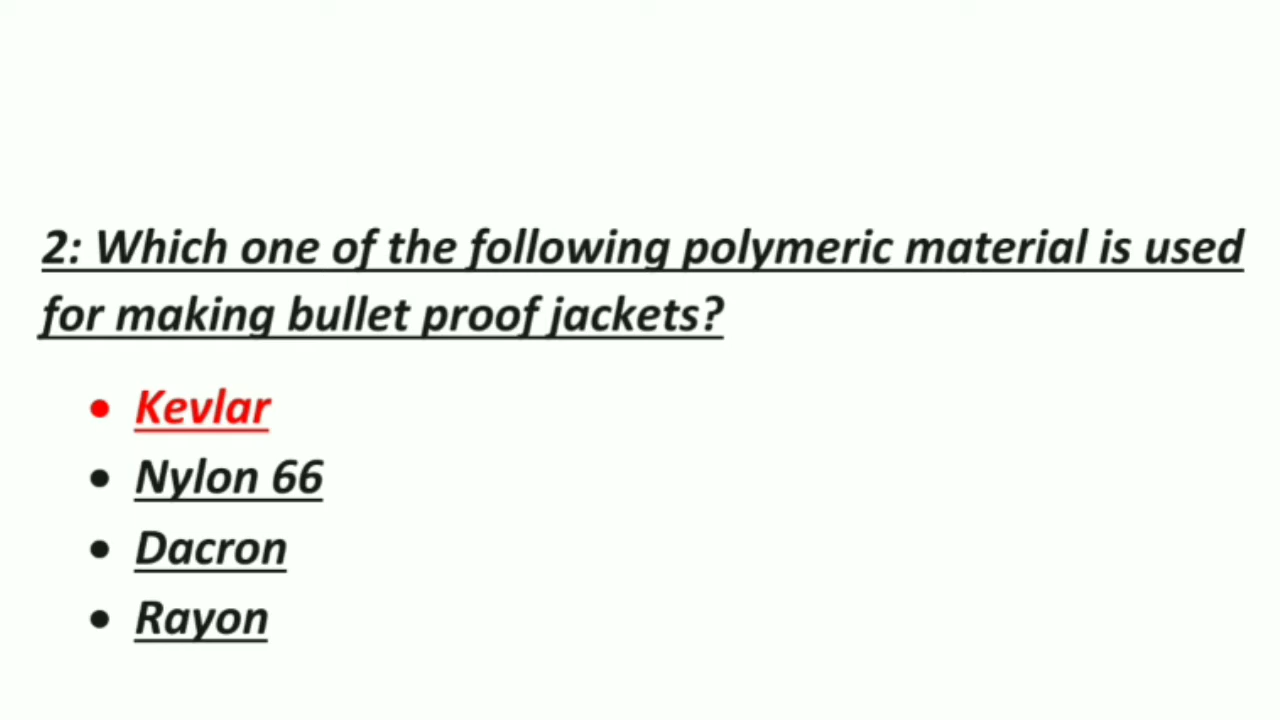 2: Which one of the following polymeric material is used
for making bullet proof jackets?
• Kevlar
• Nylon 66
• Dacron
• Rayon